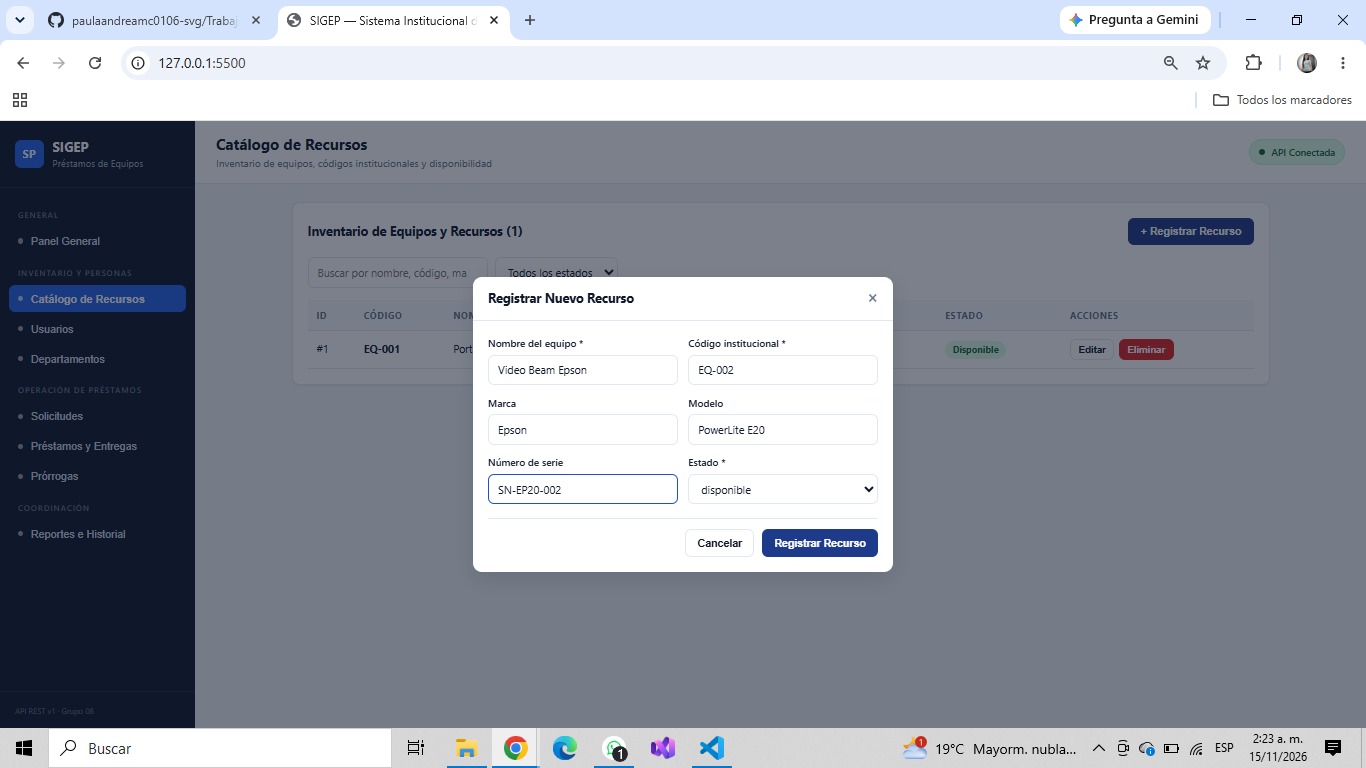 paulaandreamc0106-svg/Traba
SIGEP — Sistema Institucional d
Pregunta a Gemini
127.0.0.1:5500
Todos los marcadores
SP
SIGEP
Préstamos de Equipos
GENERAL
Panel General
INVENTARIO Y PERSONAS
Catálogo de Recursos
Usuarios
Departamentos
OPERACIÓN DE PRÉSTAMOS
Solicitudes
Préstamos y Entregas
Prórrogas
COORDINACIÓN
Reportes e Historial
API REST v1 · Grupo 06
Catálogo de Recursos
Inventario de equipos, códigos institucionales y disponibilidad
API Conectada
Inventario de Equipos y Recursos (1)
+ Registrar Recurso
Buscar por nombre, código, ma
Todos los estados
ID CÓDIGO NOM ESTADO ACCIONES
#1 EQ-001 Port Disponible Editar Eliminar
Registrar Nuevo Recurso
×
Nombre del equipo * Código institucional *
Video Beam Epson EQ-002
Marca Modelo
Epson PowerLite E20
Número de serie Estado *
SN-EP20-002 disponible
Cancelar Registrar Recurso
Buscar
1
1
19°C Mayorm. nubla...
ESP
2:23 a. m.
15/11/2026